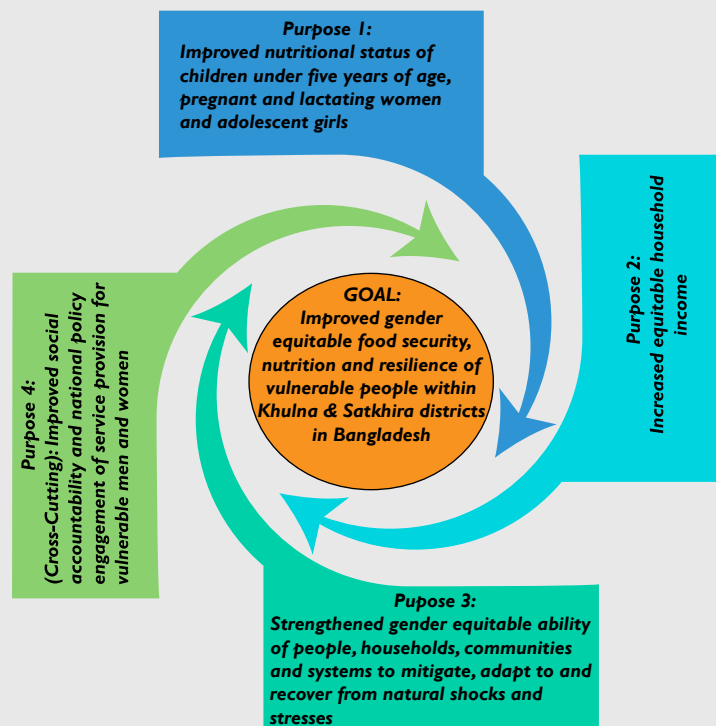 Purpose 1:
Improved nutritional status of
children under five years of age,
pregnant and lactating women
and adolescent girls
Purpose 2:
Increased equitable household
income
GOAL:
Improved gender
equitable food security,
nutrition and resilience of
vulnerable people within
Khulna & Satkhira districts
in Bangladesh
Pupose 3:
Strengthened gender equitable ability
of people, households, communities
and systems to mitigate, adapt to and
recover from natural shocks and
stresses
Purpose 4:
(Cross-Cutting): Improved social
accountability and national policy
engagement of service provision for
vulnerable men and women